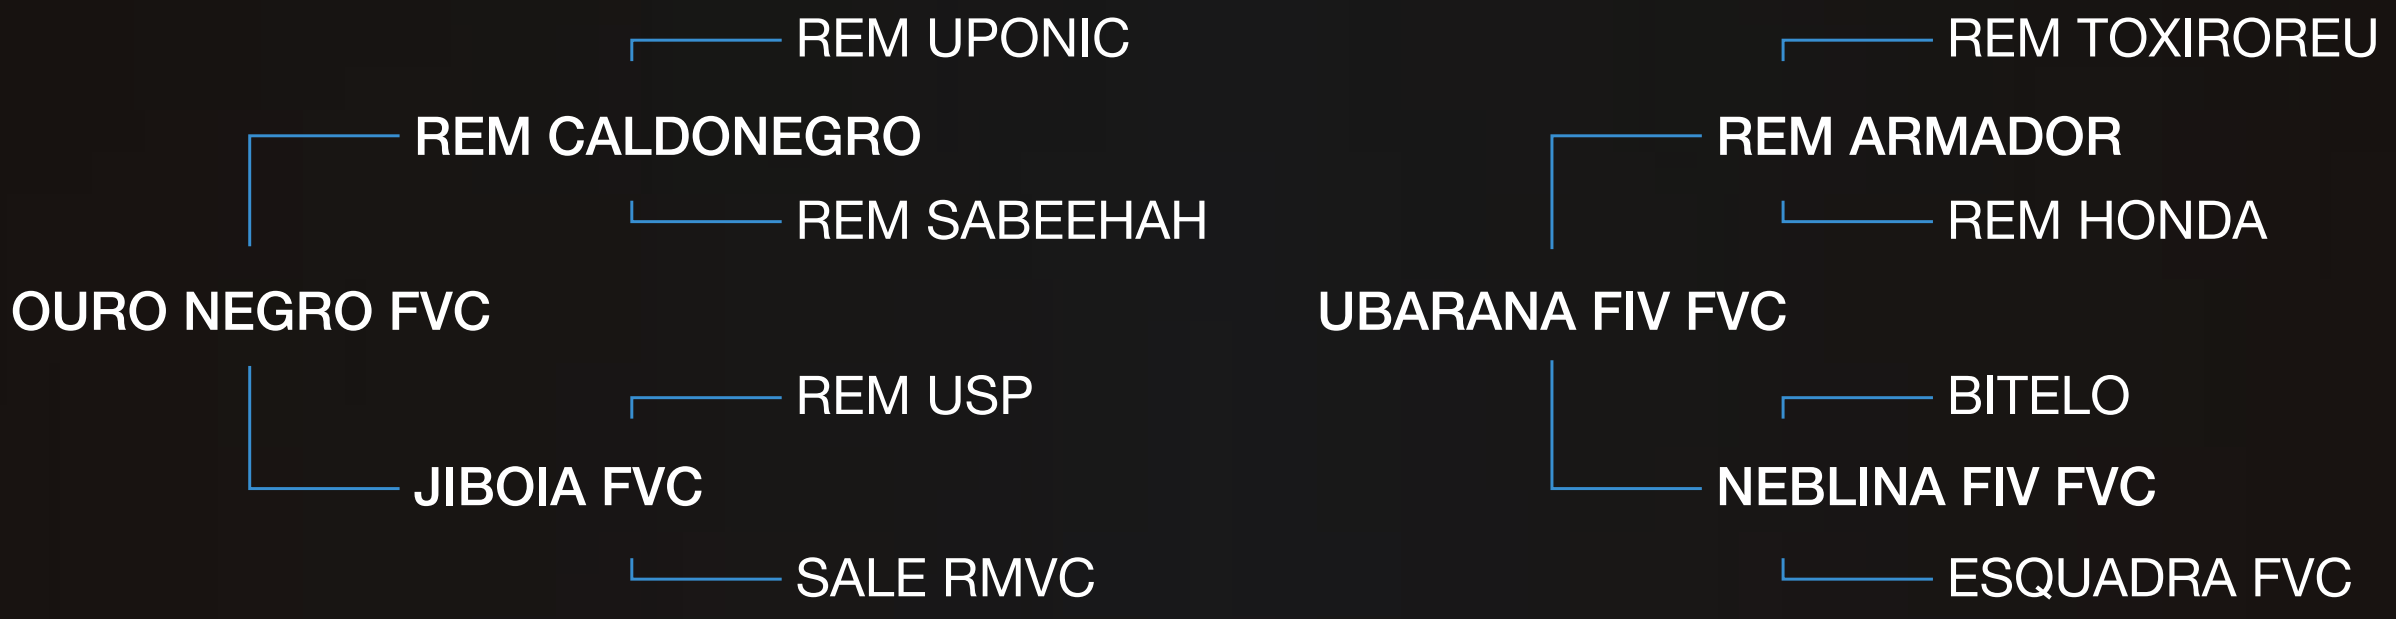 REM UPONIC
REM CALDONEGRO
REM SABEEHAH
OURO NEGRO FVC
REM USP
JIBOIA FVC
SALE RMVC
REM TOXIROREU
REM ARMADOR
REM HONDA
UBARANA FIV FVC
BITELO
NEBLINA FIV FVC
ESQUADRA FVC